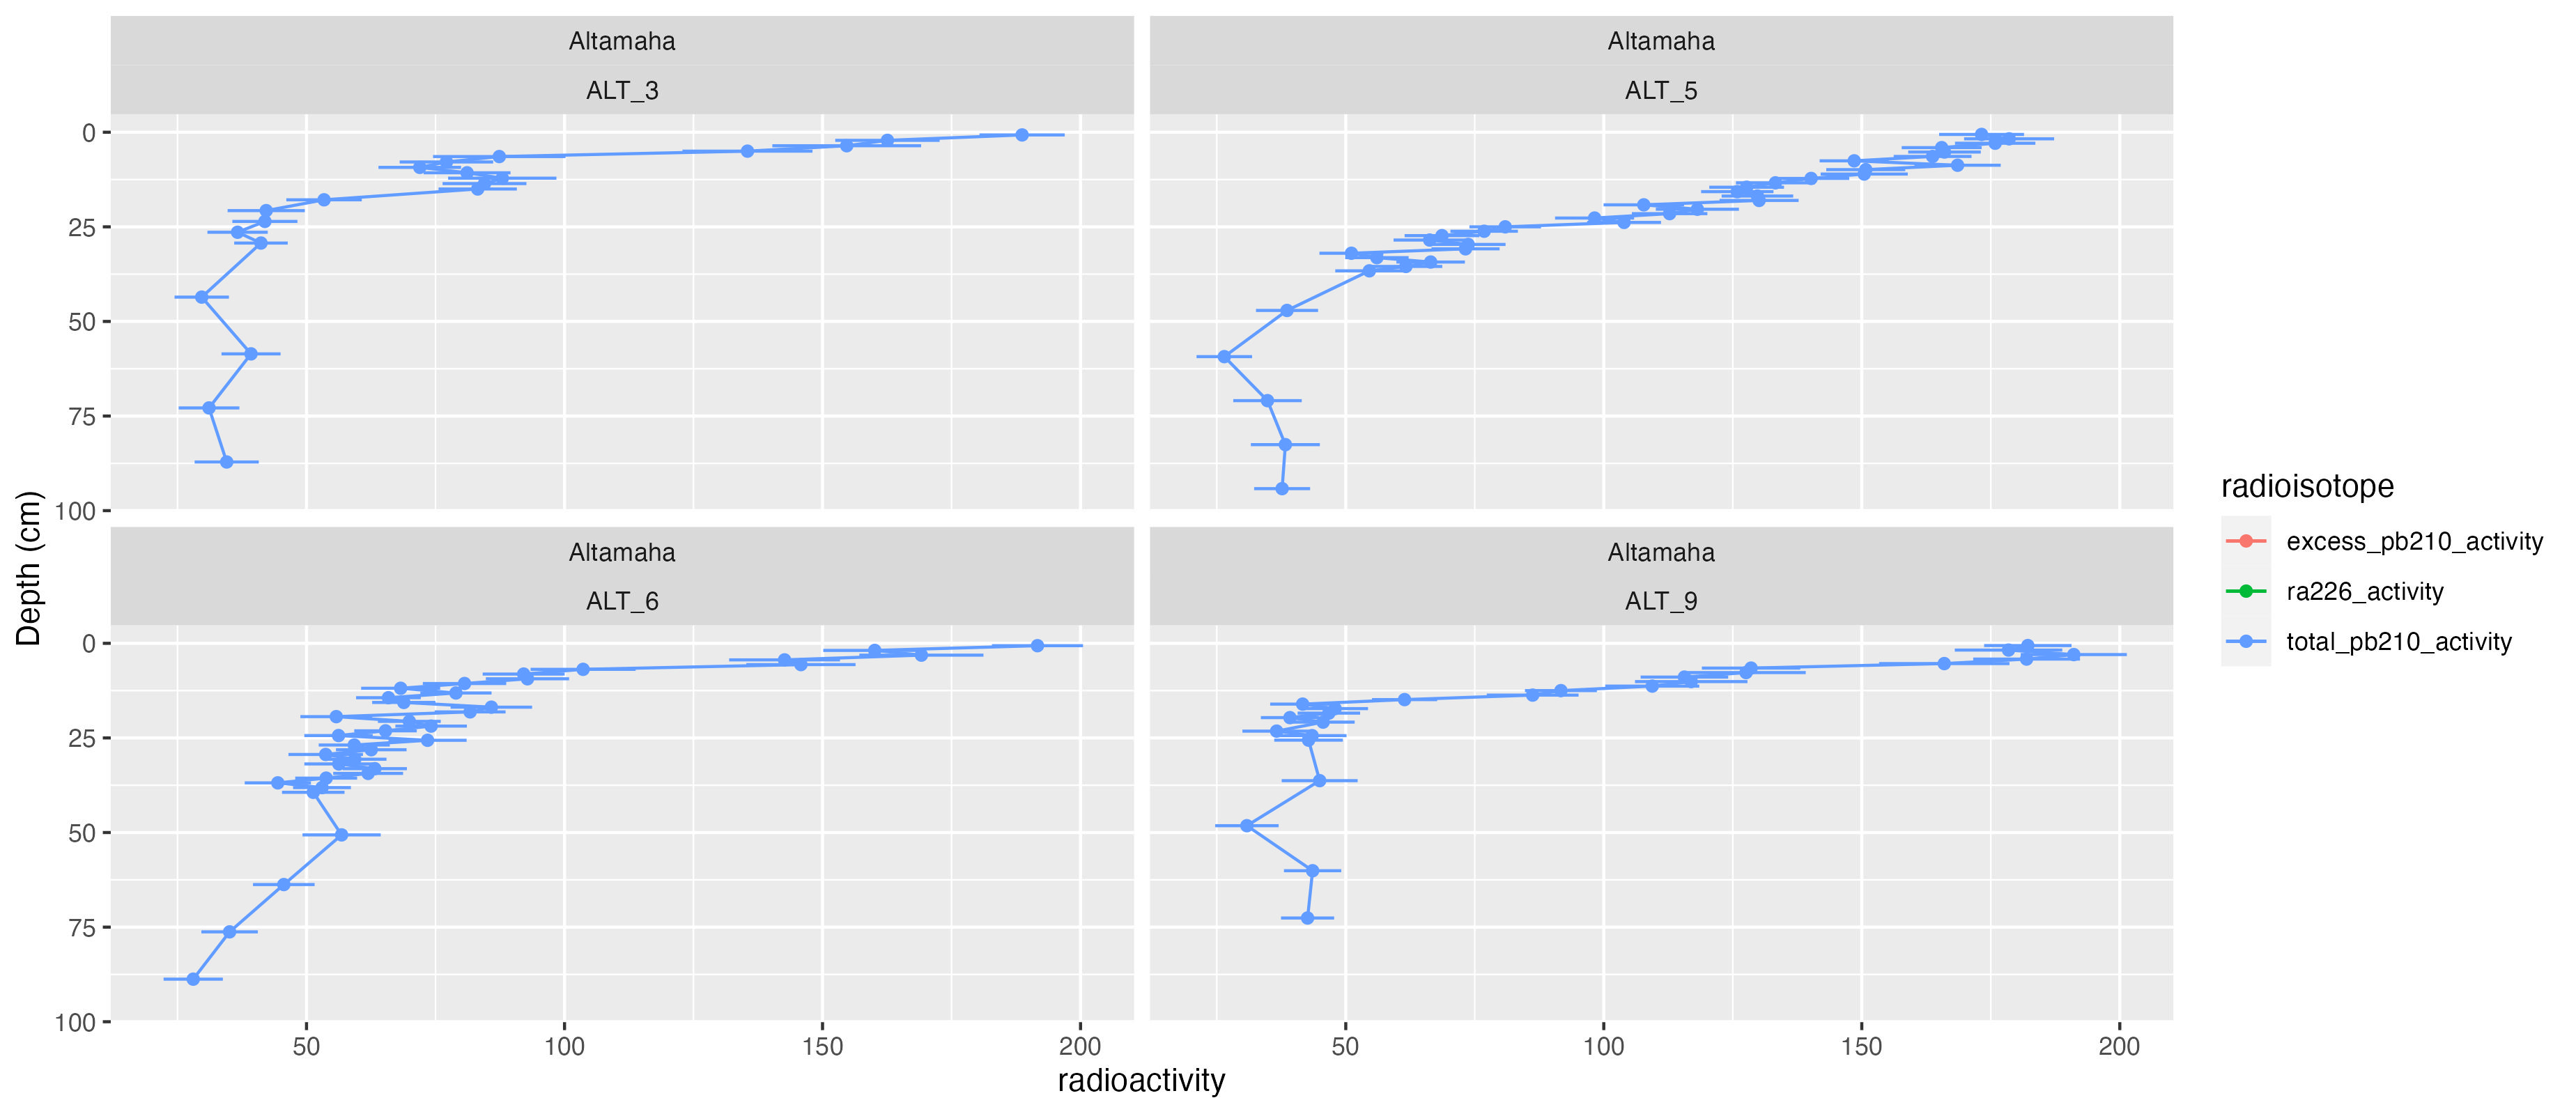 Altamaha
ALT_3
Altamaha
ALT_5
0
25
50
75
100
Altamaha
ALT_6
Altamaha
ALT_9
0
25
50
75
100
50 100 150 200
50 100 150 200
Depth (cm)
radioactivity
radioisotope
excess_pb210_activity
ra226_activity
total_pb210_activity